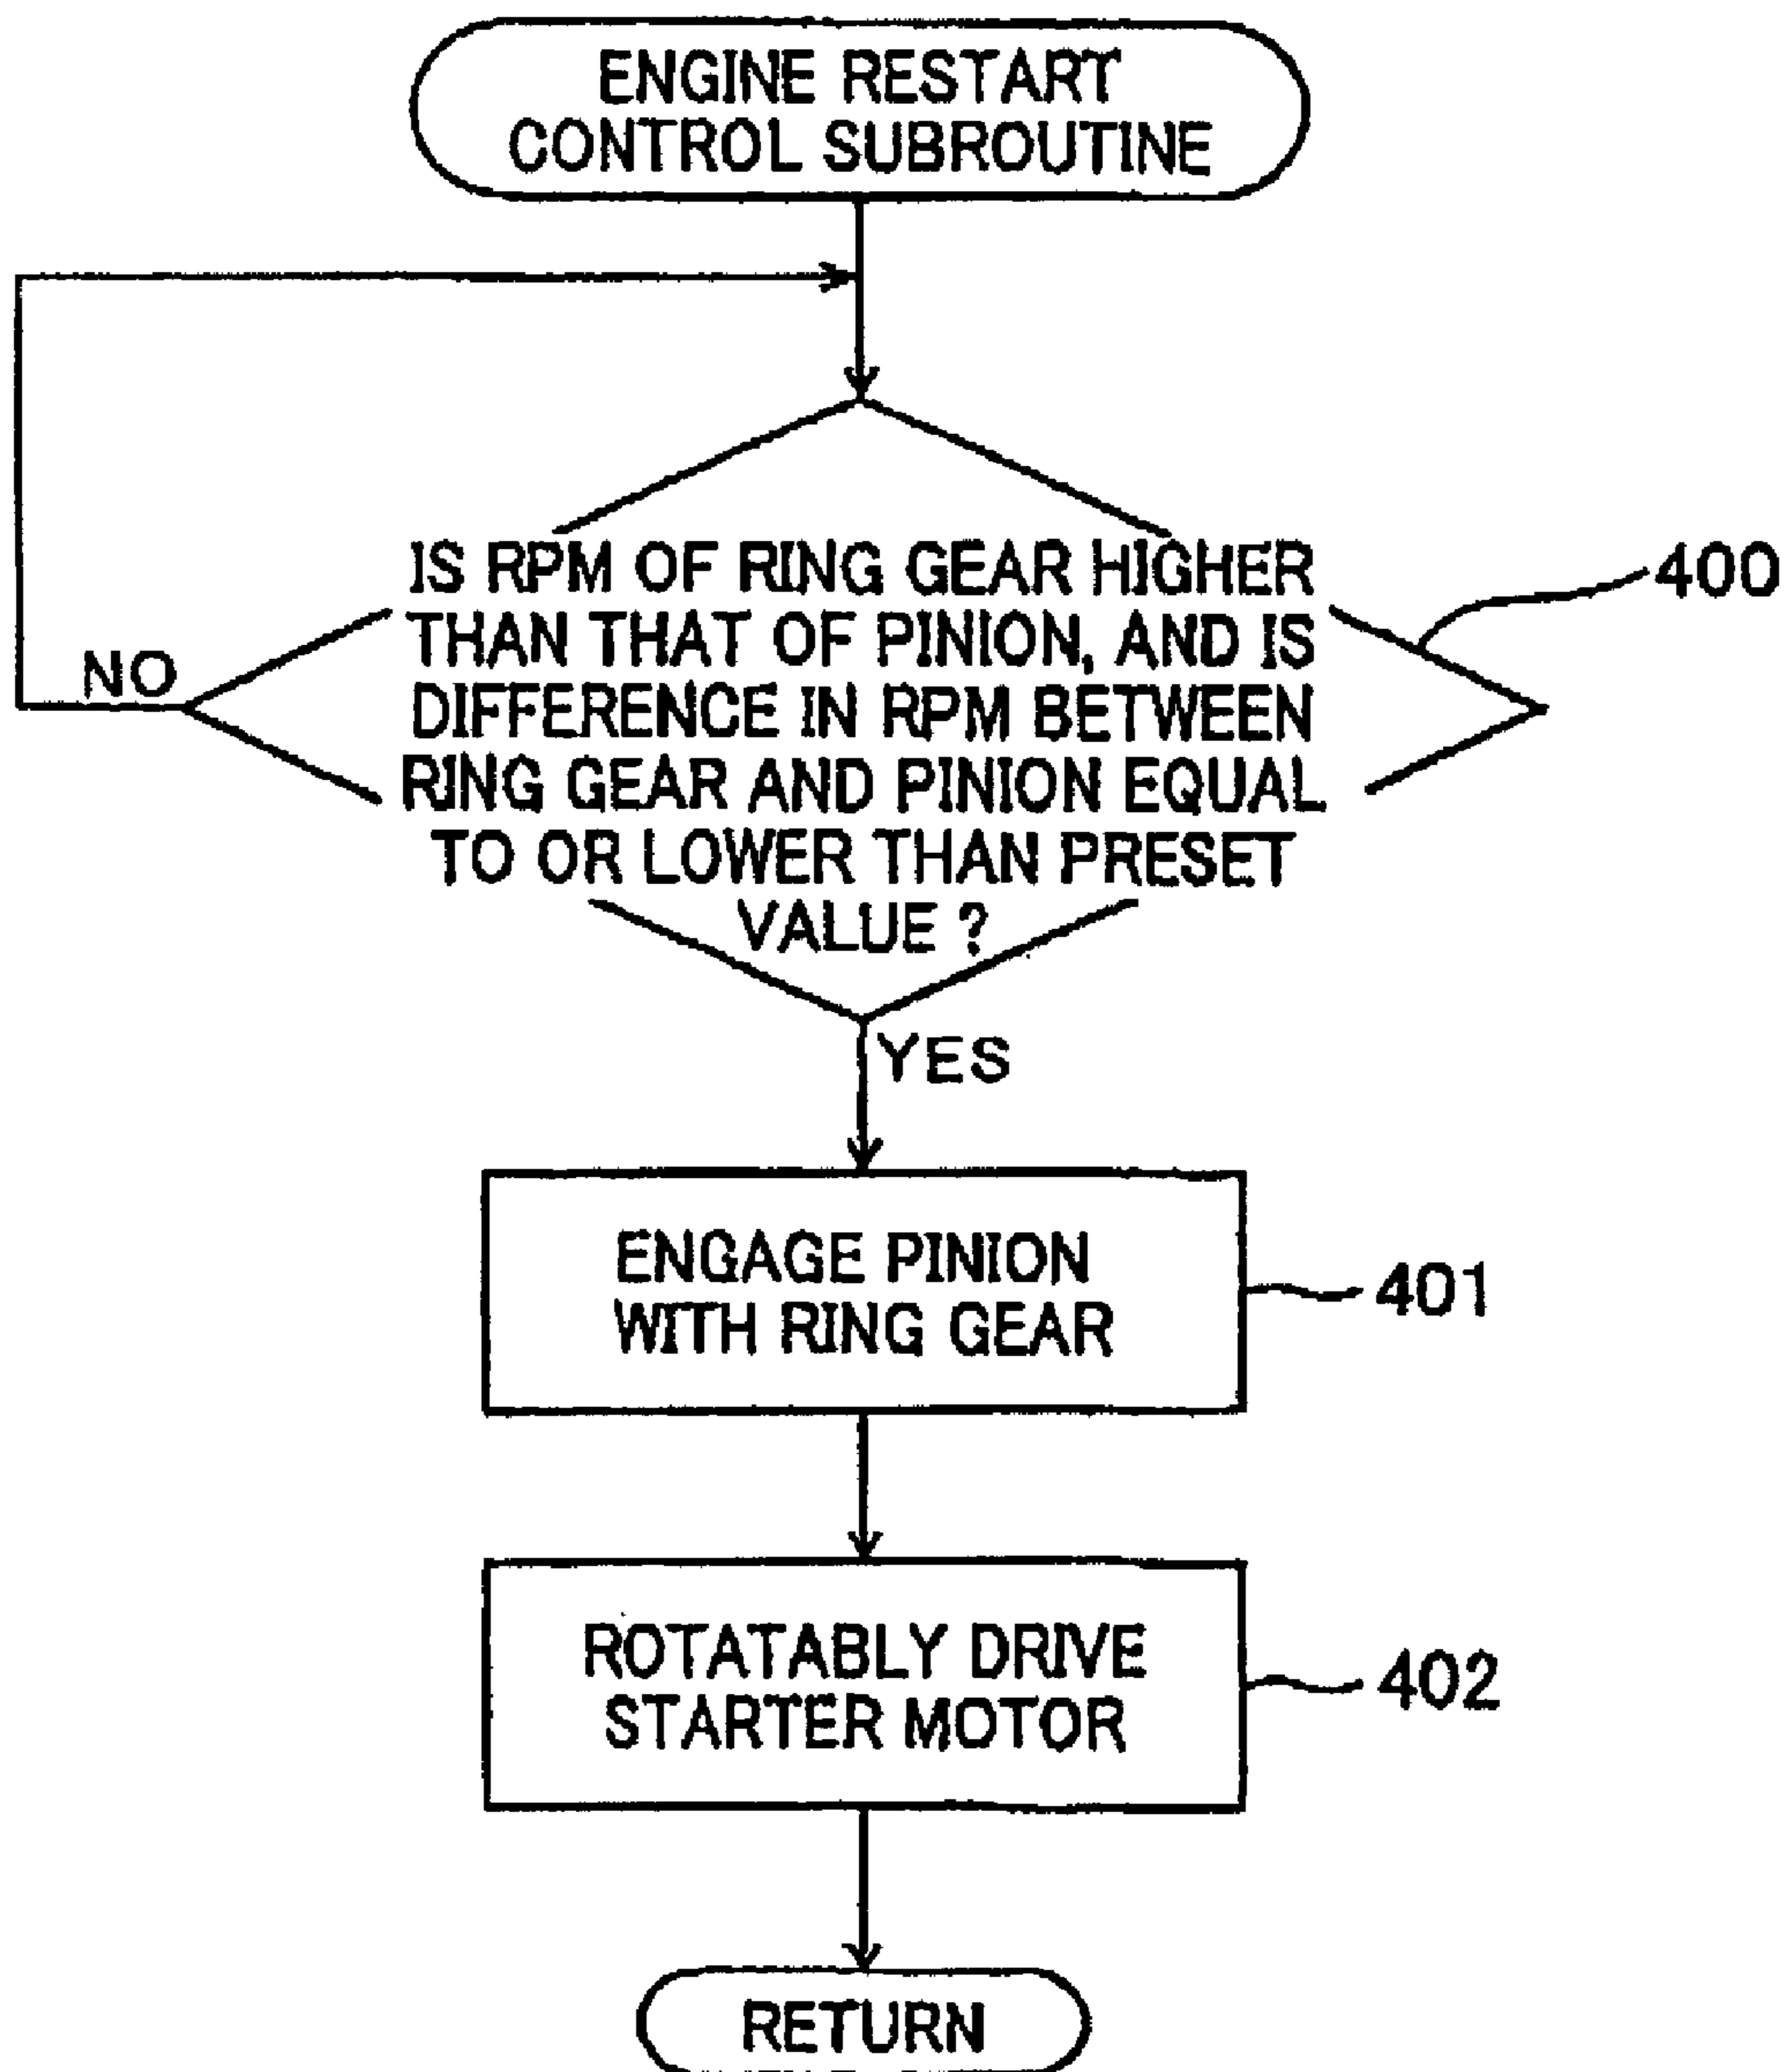 ENGINE RESTART
CONTROL SUBROUTINE
IS RPM OF RING GEAR HIGHER
THAN THAT OF PINION, AND IS
DIFFERENCE IN RPM BETWEEN
RING GEAR AND PINION EQUAL
TO OR LOWER THAN PRESET
VALUE ?
400
NO
YES
ENGAGE PINION
WITH RING GEAR
401
ROTATABLY DRIVE
STARTER MOTOR
402
RETURN